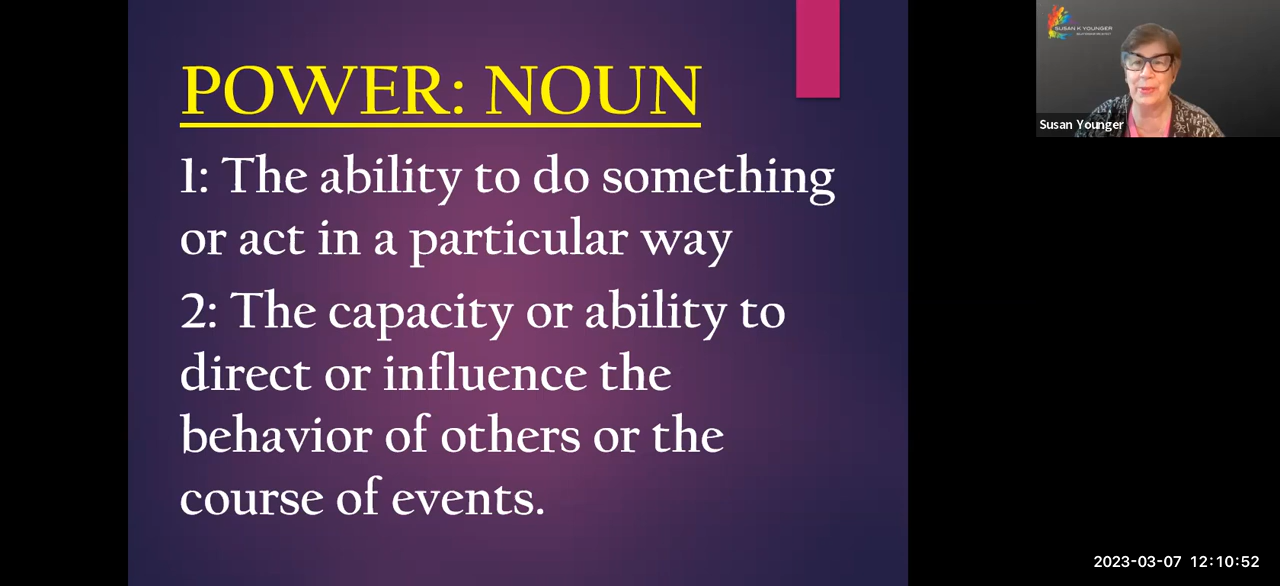 POWER: NOUN
1: The ability to do something
or act in a particular way
2: The capacity or ability to
direct or influence the
behavior of others or the
course of events.
SUSAN K YOUNGER
Susan Younger
2023-03-07 12:10:52